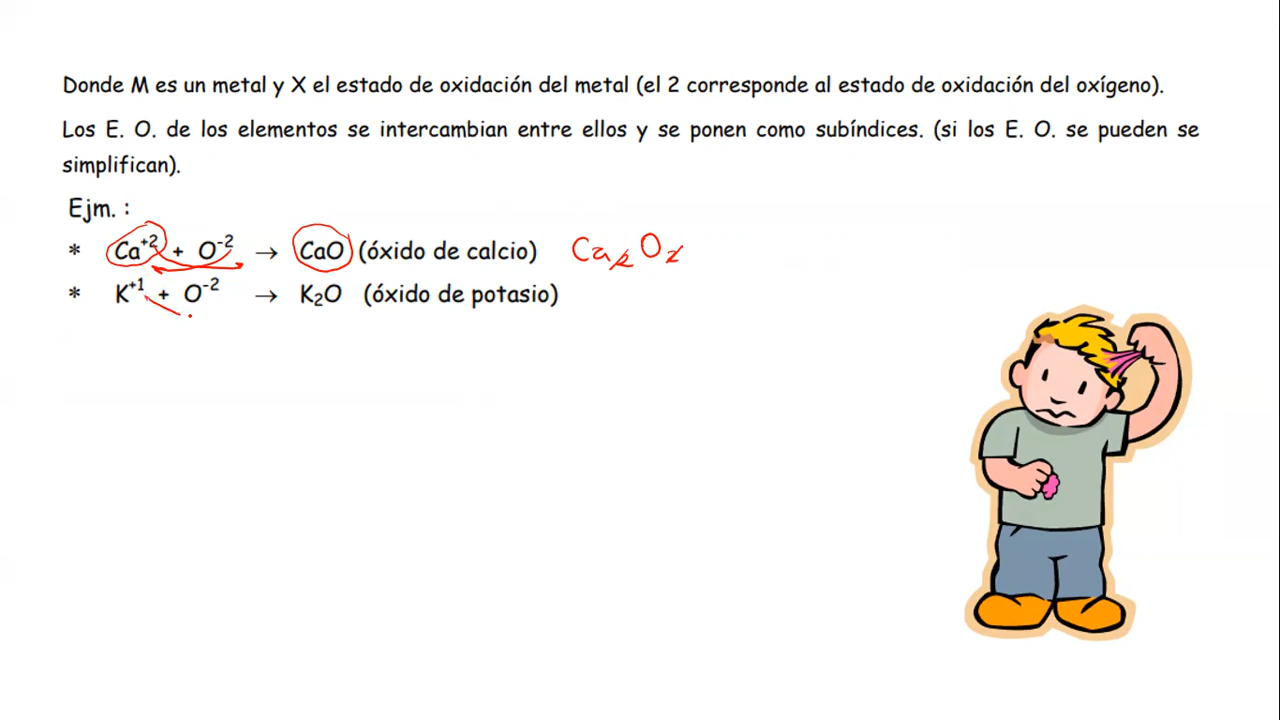 Donde M es un metal y X el estado de oxidación del metal (el 2 corresponde al estado de oxidación del oxígeno).
Los E. O. de los elementos se intercambian entre ellos y se ponen como subíndices. (si los E. O. se pueden se
simplifican).
Ejm. :
* Ca⁺² + O⁻² → CaO (óxido de calcio) Ca₂O₂
* K⁺¹ + O⁻² → K₂O (óxido de potasio)